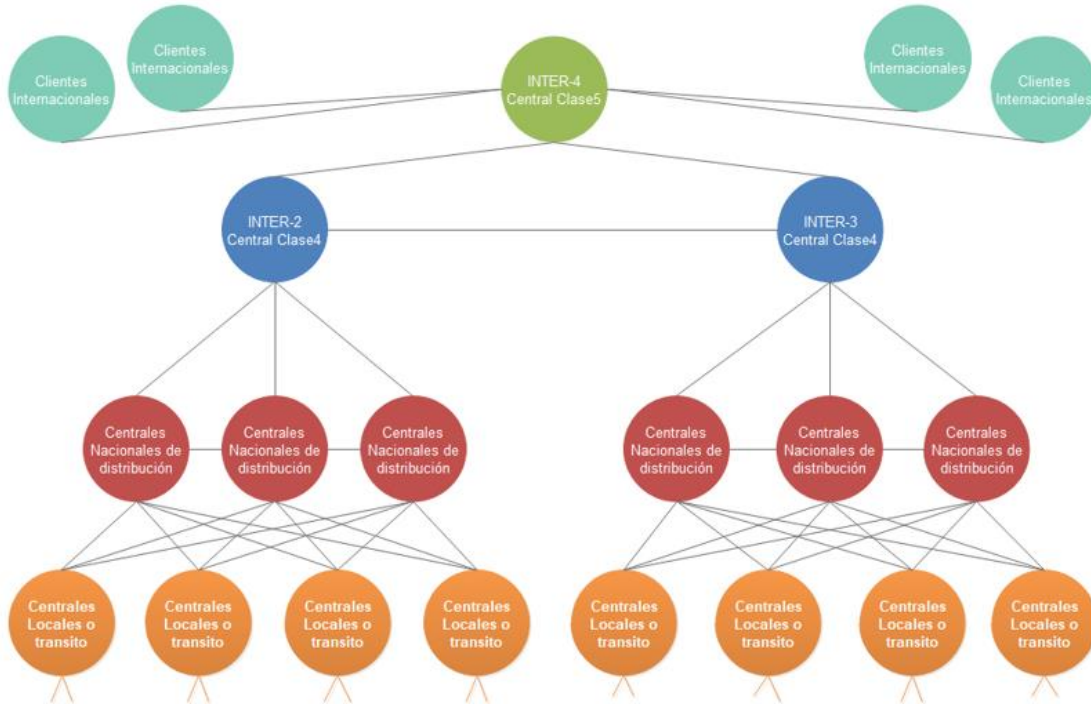 Clientes
Internacionales
Clientes
Internacionales
INTER-4
Central Clase5
Clientes
Internacionales
Clientes
Internacionales
INTER-2
Central Clase4
INTER-3
Central Clase4
Centrales
Nacionales de
distribución
Centrales
Nacionales de
distribución
Centrales
Nacionales de
distribución
Centrales
Nacionales de
distribución
Centrales
Nacionales de
distribución
Centrales
Nacionales de
distribución
Centrales
Locales o
transito
Centrales
Locales o
transito
Centrales
Locales o
transito
Centrales
Locales o
transito
Centrales
Locales o
transito
Centrales
Locales o
transito
Centrales
Locales o
transito
Centrales
Locales o
transito